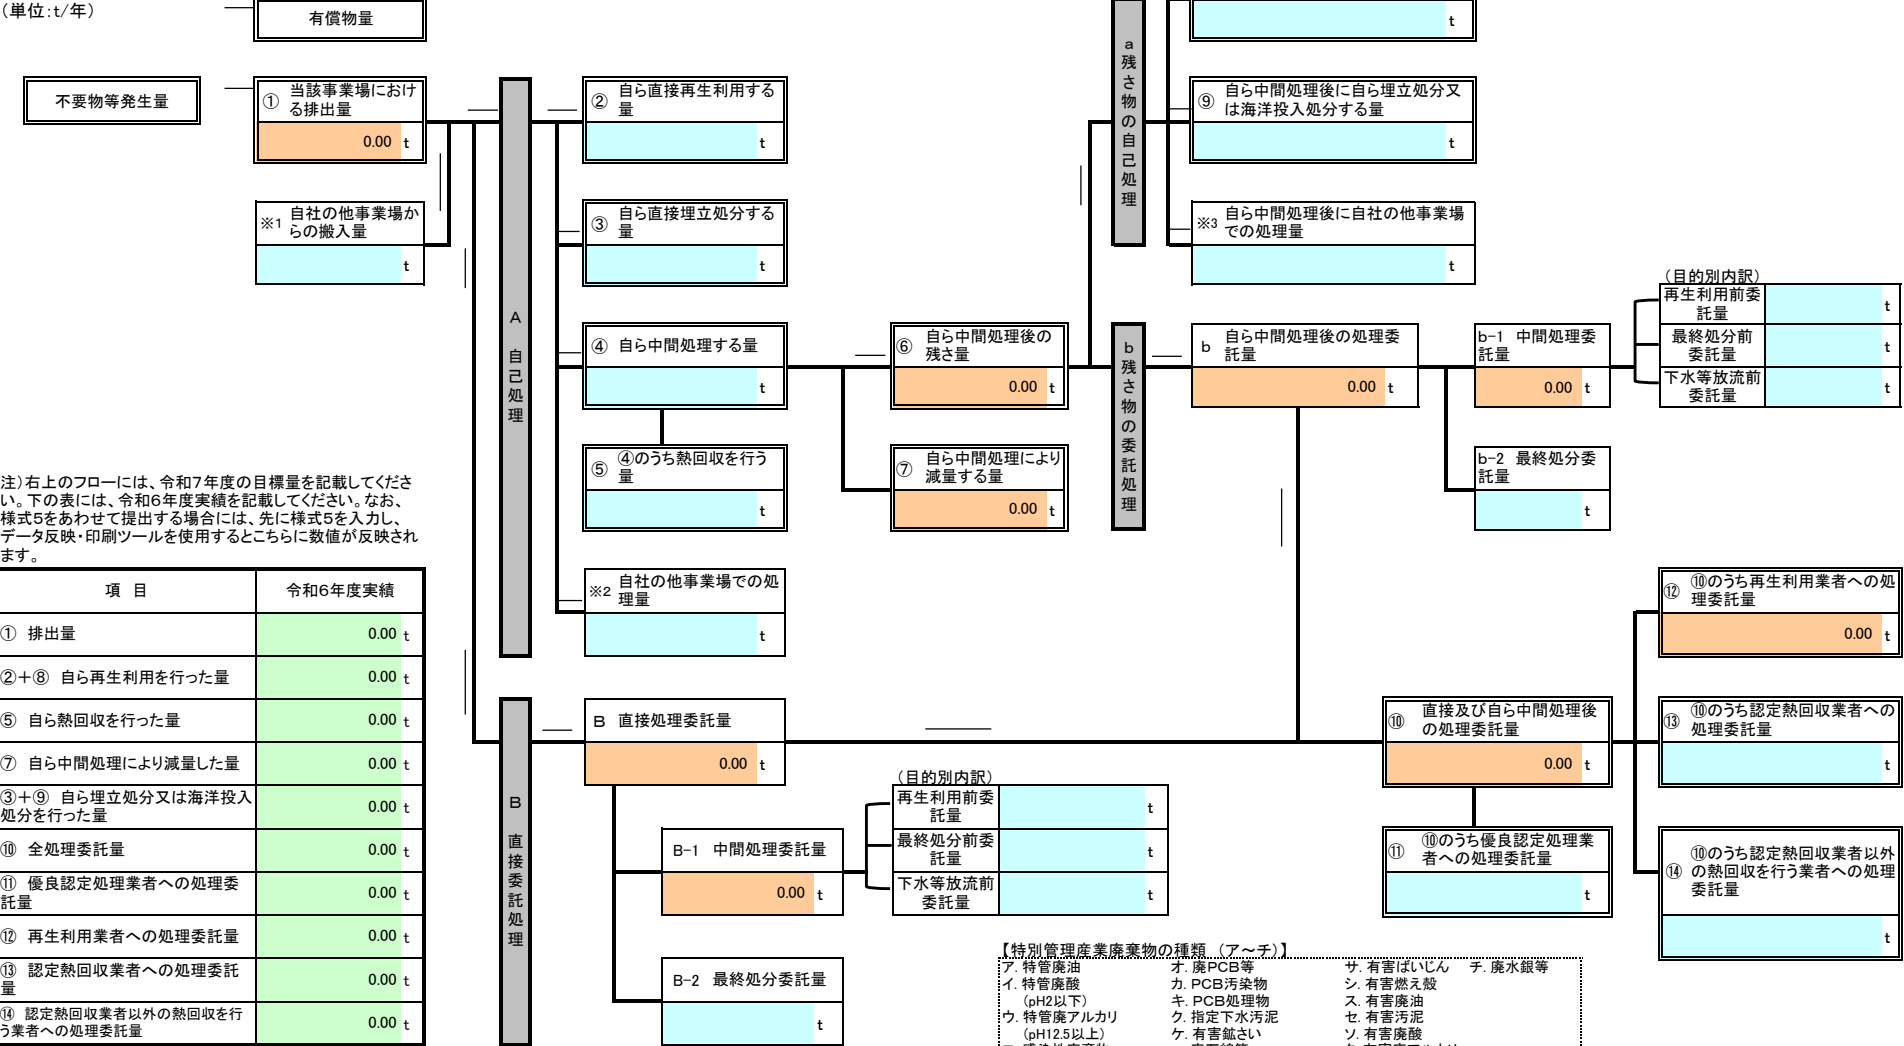 （単位：t/年）
有償物量
t
不要物等発生量
① 当該事業場におけ
る排出量
0.00 t
② 自ら直接再生利用する
量
t
a
残
さ
物
の
自
己
処
理
⑨ 自ら中間処理後に自ら埋立処分又
は海洋投入処分する量
t
※1 自社の他事業場か
らの搬入量
t
③ 自ら直接埋立処分する
量
t
※3 自ら中間処理後に自社の他事業場
での処理量
t
A
自
己
処
理
④ 自ら中間処理する量
t
⑥ 自ら中間処理後の
残さ量
0.00 t
b
残
さ
物
の
委
託
処
理
b 自ら中間処理後の処理委
託量
0.00 t
b-1 中間処理委
託量
0.00 t
（目的別内訳）
再生利用前委
託量
t
最終処分前
委託量
t
下水等放流前
委託量
t
⑤ ④のうち熱回収を行う
量
t
⑦ 自ら中間処理により
減量する量
0.00 t
b-2 最終処分委
託量
t
注）右上のフローには、令和7年度の目標量を記載してくださ
い。下の表には、令和6年度実績を記載してください。なお、
様式5をあわせて提出する場合には、先に様式5を入力し、
データ反映・印刷ツールを使用するとこちらに数値が反映され
ます。
項 目 令和6年度実績
① 排出量 0.00 t
②＋⑧ 自ら再生利用を行った量 0.00 t
⑤ 自ら熱回収を行った量 0.00 t
⑦ 自ら中間処理により減量した量 0.00 t
③＋⑨ 自ら埋立処分又は海洋投入
処分を行った量 0.00 t
⑩ 全処理委託量 0.00 t
⑪ 優良認定処理業者への処理委
託量 0.00 t
⑫ 再生利用業者への処理委託量 0.00 t
⑬ 認定熱回収業者への処理委託
量 0.00 t
⑭ 認定熱回収業者以外の熱回収を行
う業者への処理委託量 0.00 t
※2 自社の他事業場での処
理量
t
B
直
接
委
託
処
理
B 直接処理委託量
0.00 t
B-1 中間処理委託量
0.00 t
B-2 最終処分委託量
t
（目的別内訳）
再生利用前委
託量
t
最終処分前委
託量
t
下水等放流前
委託量
t
⑩ 直接及び自ら中間処理後
の処理委託量
0.00 t
⑪ ⑩のうち優良認定処理業
者への処理委託量
t
⑫ ⑩のうち再生利用業者への処
理委託量
0.00 t
⑬ ⑩のうち認定熱回収業者への
処理委託量
t
⑭ ⑩のうち認定熱回収業者以外
の熱回収を行う業者への処理
委託量
t
【特別管理産業廃棄物の種類 （ア～チ）】
ア. 特管廃油 オ. 廃PCB等 サ. 有害ばいじん チ. 廃水銀等
イ. 特管廃酸 カ. PCB汚染物 シ. 有害燃え殻
（pH2以下） キ. PCB処理物 ス. 有害廃油
ウ. 特管廃アルカリ ク. 指定下水汚泥 セ. 有害汚泥
（pH12.5以上） ケ. 有害鉱さい ソ. 有害廃酸